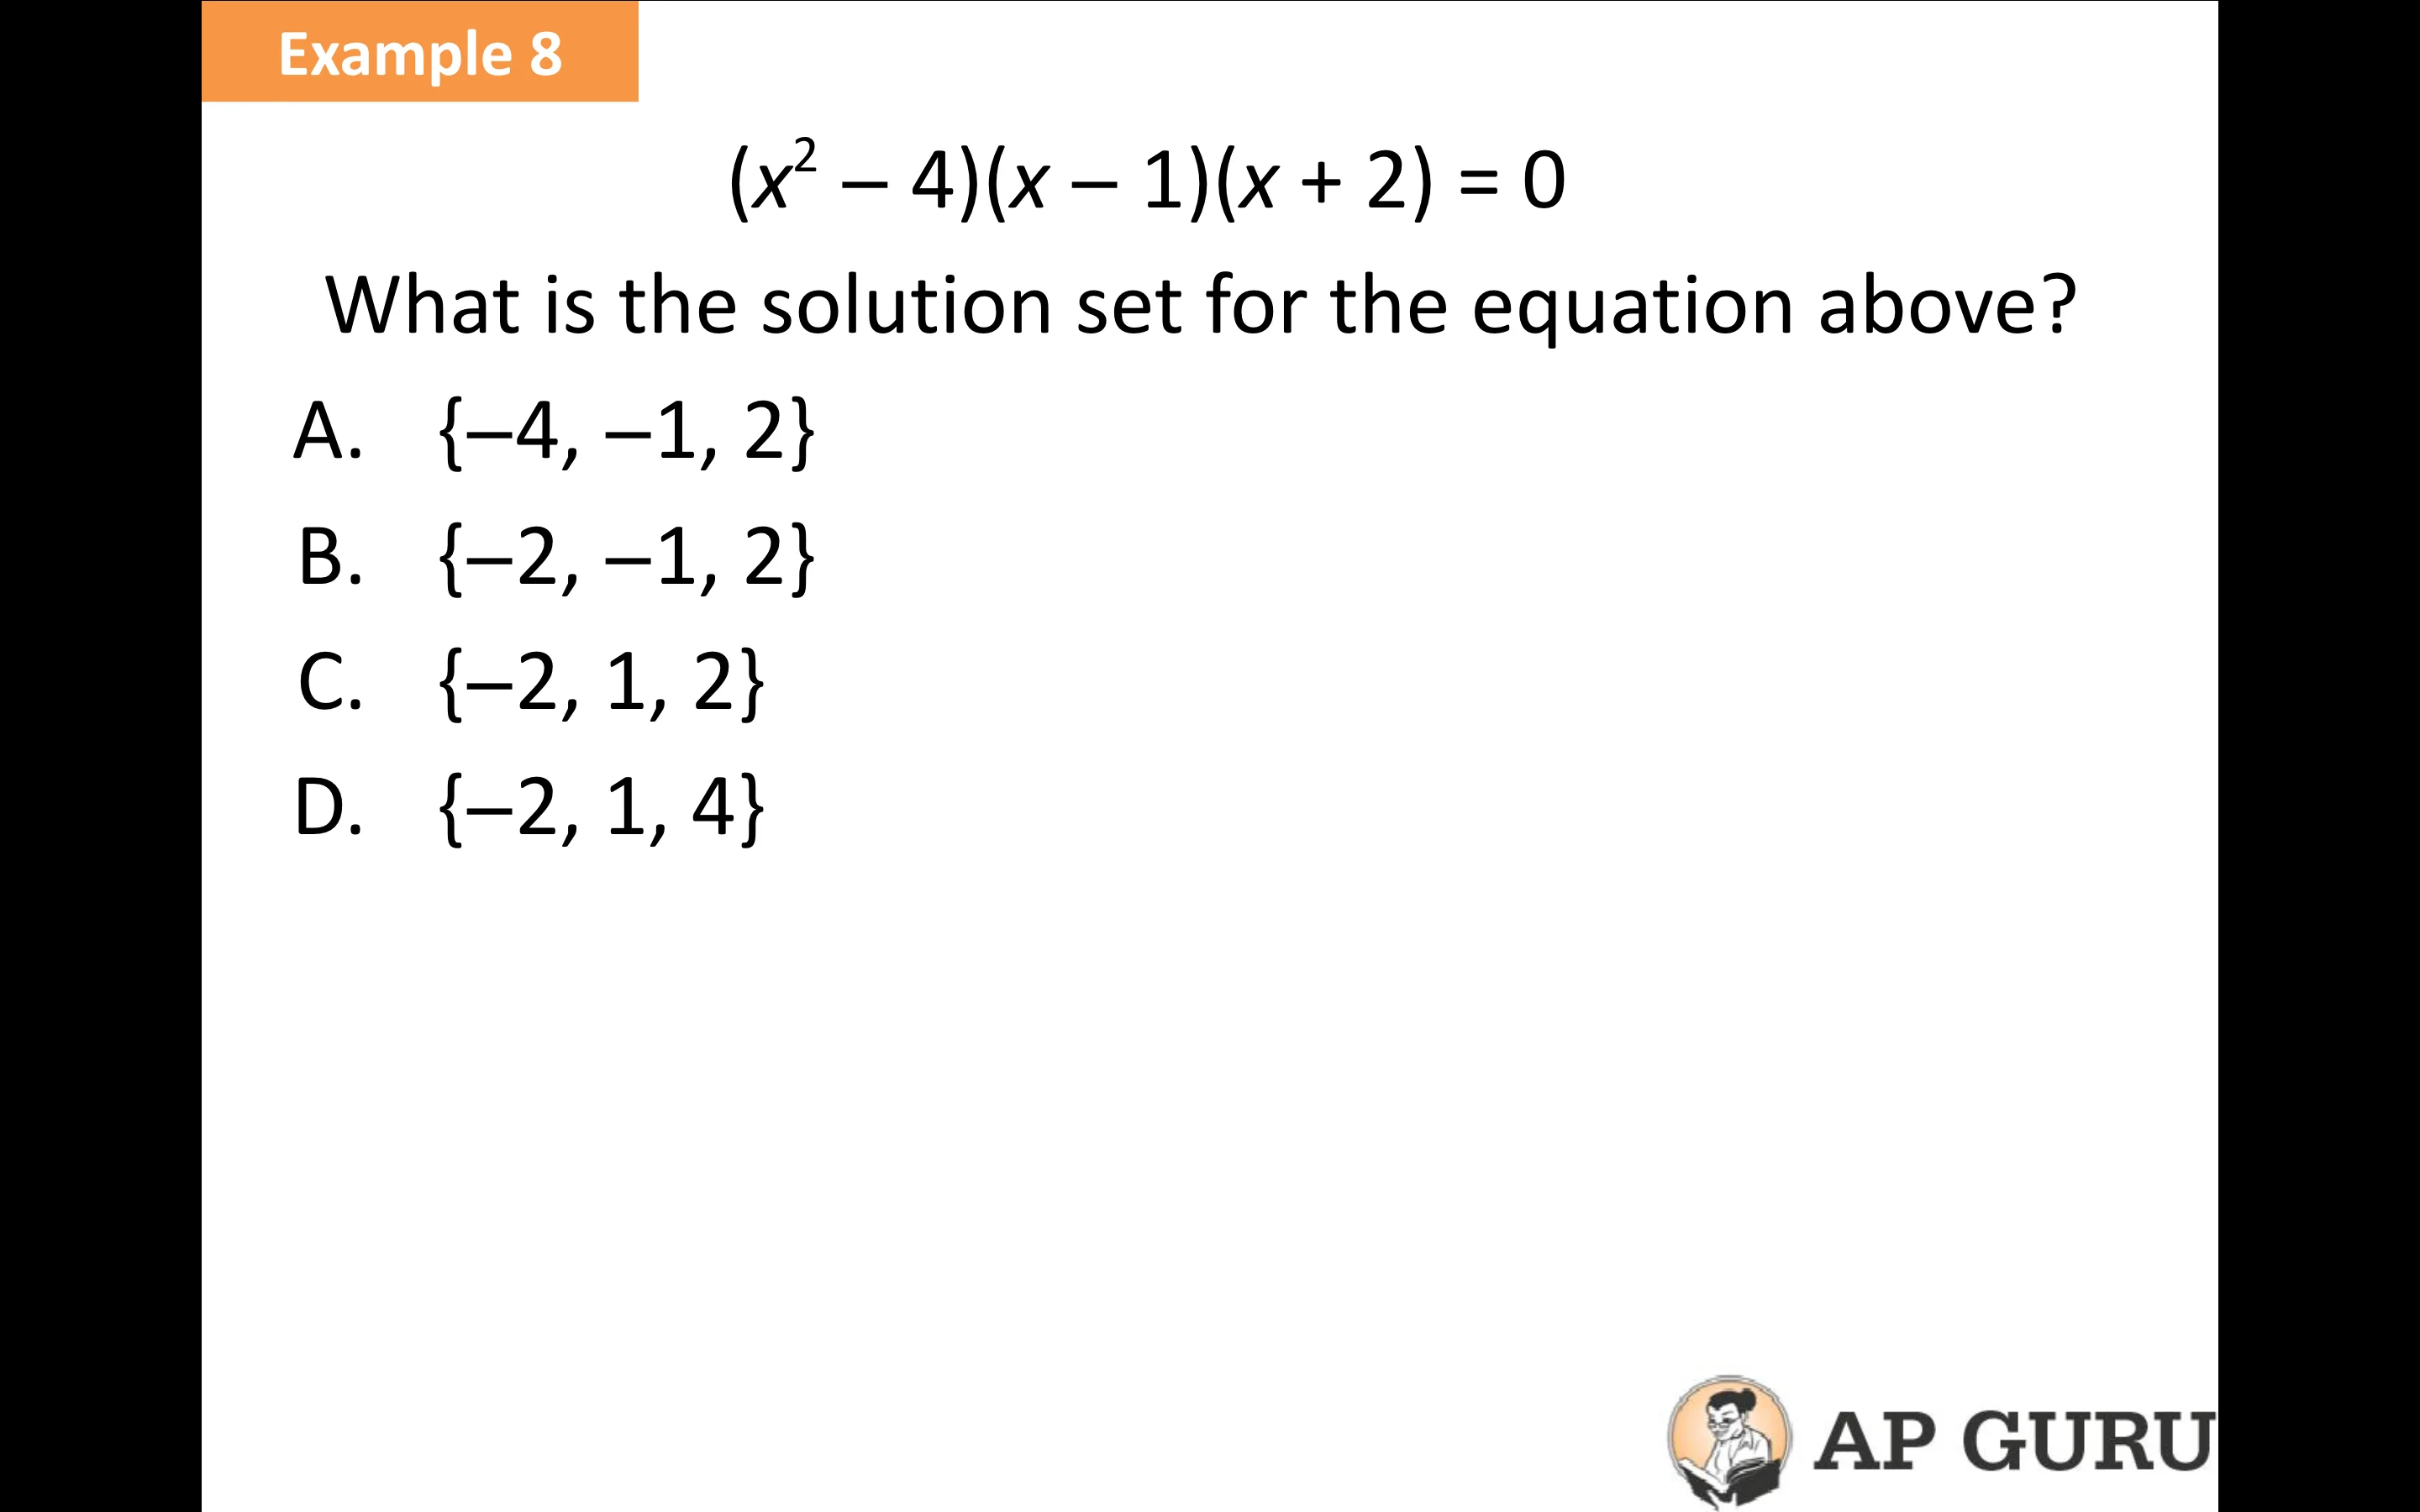 Example 8
(x² – 4)(x – 1)(x + 2) = 0
What is the solution set for the equation above?
A. {–4, –1, 2}
B. {–2, –1, 2}
C. {–2, 1, 2}
D. {–2, 1, 4}
AP GURU